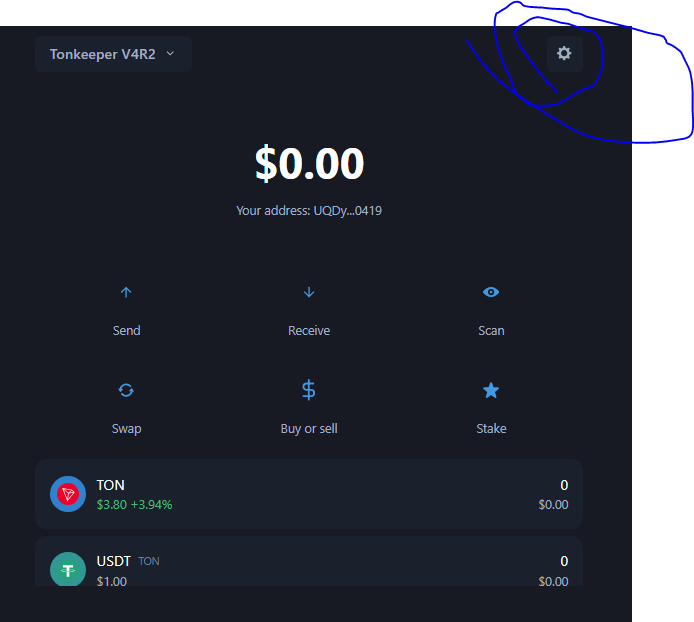 Tonkeeper V4R2
$0.00
Your address: UQDy...0419
Send Receive Scan
Swap Buy or sell Stake
TON 0
$3.80 +3.94% $0.00
USDT TON 0
$1.00 $0.00